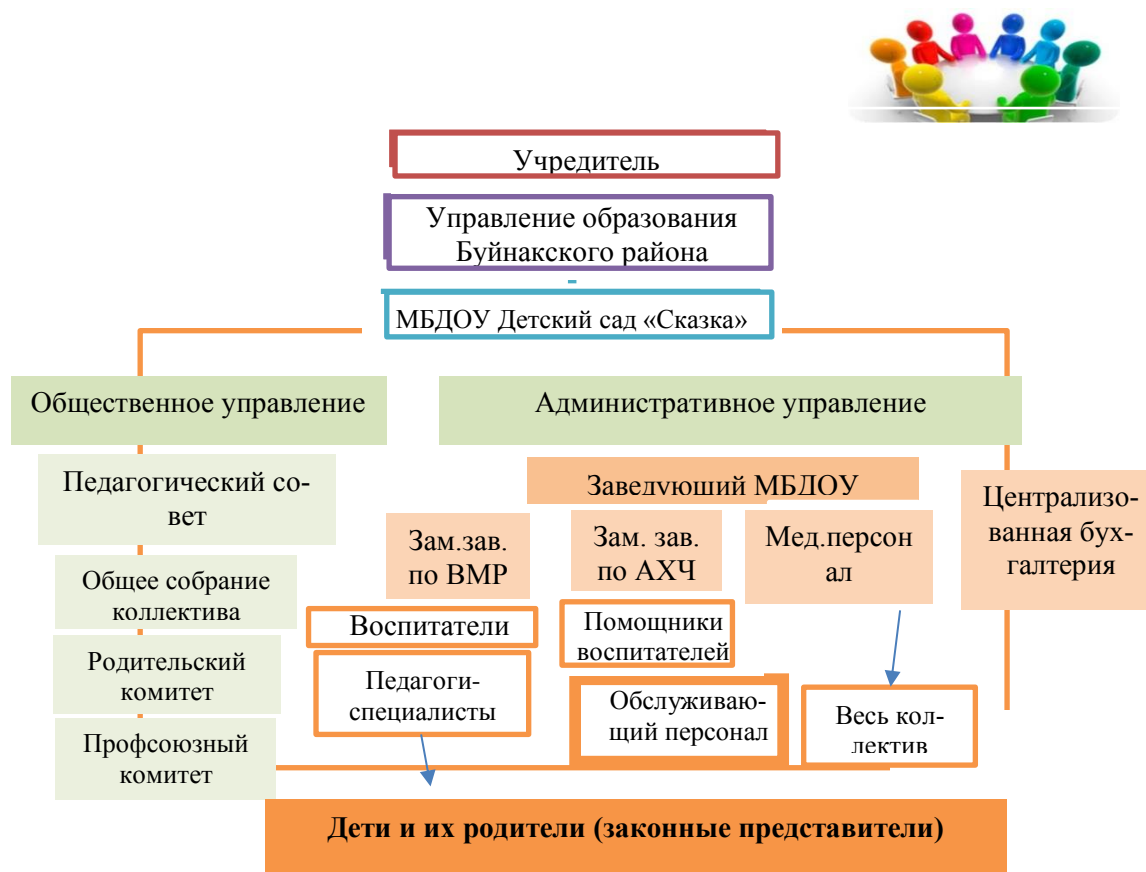 Учредитель
Управление образования
Буйнакского района
-
МБДОУ Детский сад «Сказка»
Общественное управление
Административное управление
Педагогический со-
вет
Общее собрание
коллектива
Родительский
комитет
Профсоюзный
комитет
Заведующий МБДОУ
Зам.зав.
по ВМР
Зам. зав.
по АХЧ
Мед.персон
ал
Централизо-
ванная бух-
галтерия
Воспитатели
Педагоги-
специалисты
Помощники
воспитателей
Обслуживаю-
щий персонал
Весь кол-
лектив
Дети и их родители (законные представители)